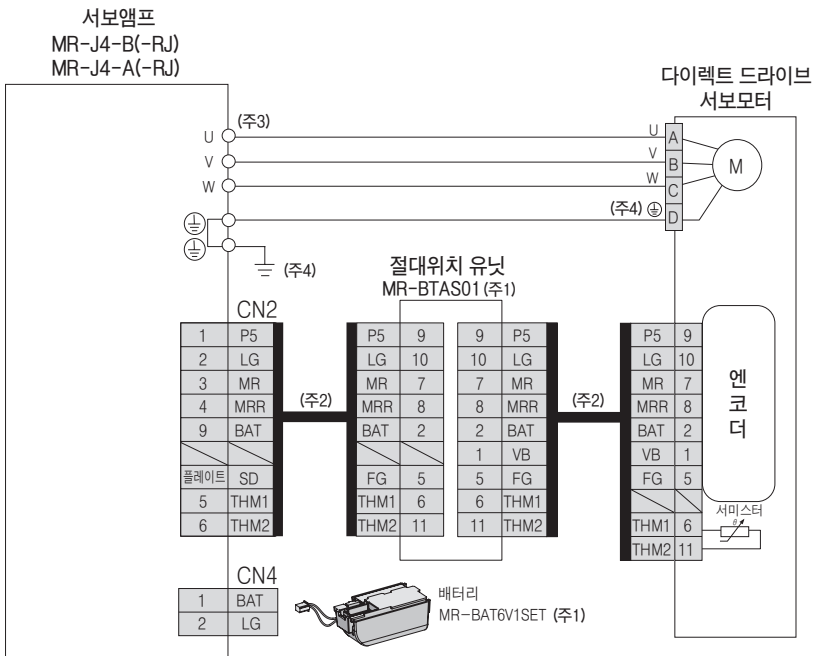 서보앰프
MR-J4-B(-RJ)
MR-J4-A(-RJ)
다이렉트 드라이브
서보모터
U (주3) U A
V V B M
W W C
(주4) D
(주4)
절대위치 유닛
MR-BTAS01 (주1)
CN2
1 P5 P5 9 9 P5 P5 9
2 LG LG 10 10 LG LG 10
3 MR MR 7 7 MR MR 7
4 MRR (주2) MRR 8 8 MRR (주2) MRR 8
9 BAT BAT 2 2 BAT BAT 2
1 VB VB 1
플레이트 SD FG 5 5 FG FG 5
5 THM1 THM1 6 6 THM1 THM1 6
6 THM2 THM2 11 11 THM2 THM2 11
엔코더
서미스터
θ
CN4
1 BAT
2 LG
배터리
MR-BAT6V1SET (주1)